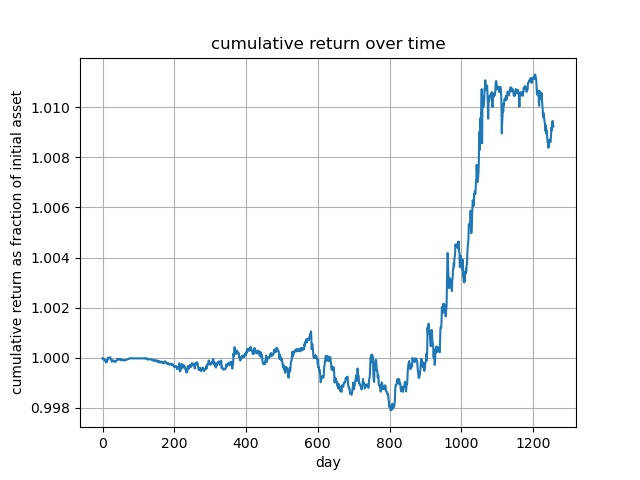 cumulative return over time
cumulative return as fraction of initial asset
1.010
1.008
1.006
1.004
1.002
1.000
0.998
0 200 400 600 800 1000 1200
day